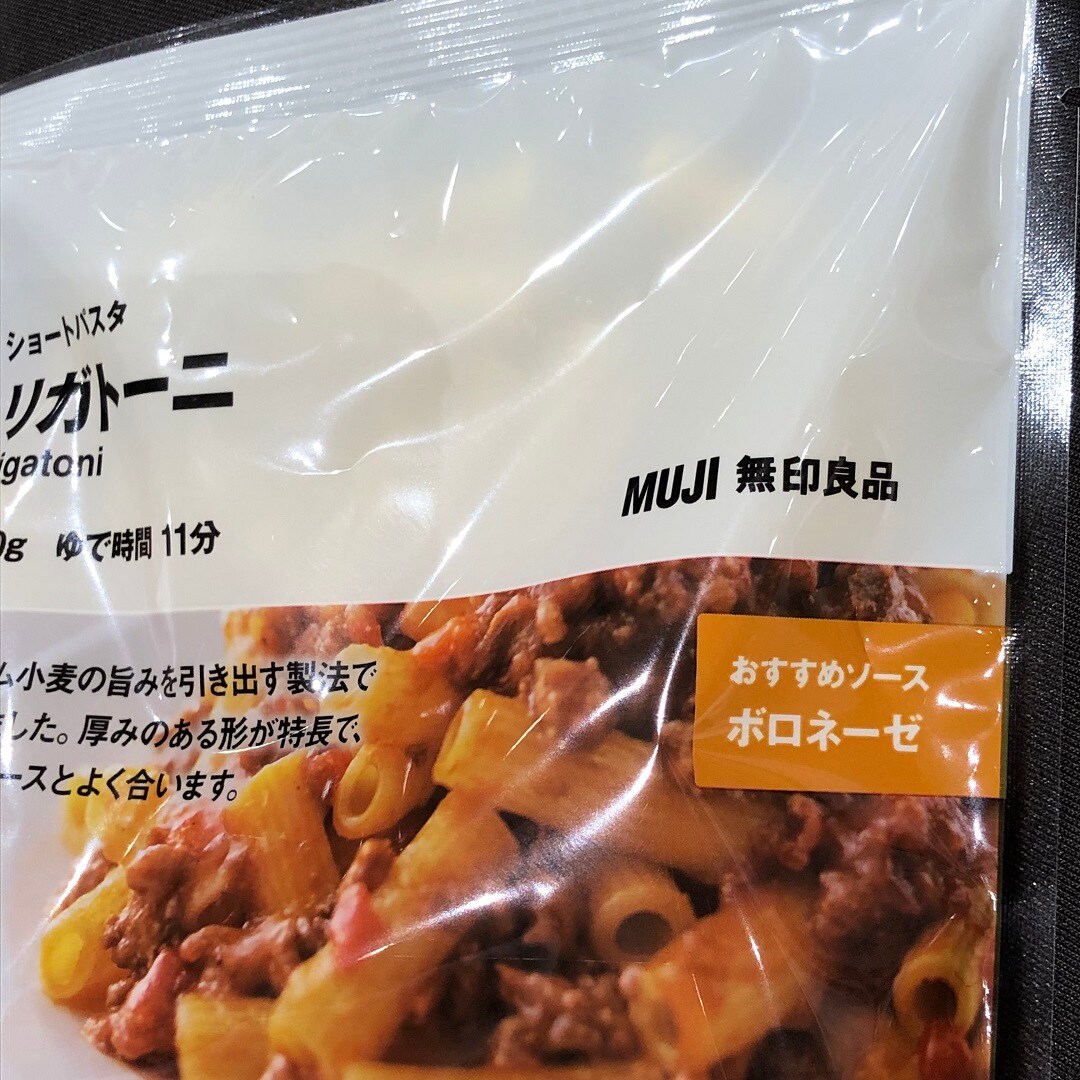 ショートパスタ
リガトーニ
igatoni
0g ゆで時間 11分
MUJI 無印良品
ム小麦の旨みを引き出す製法で
ました。厚みのある形が特長で、
ースとよく合います。
おすすめソース
ボロネーゼ